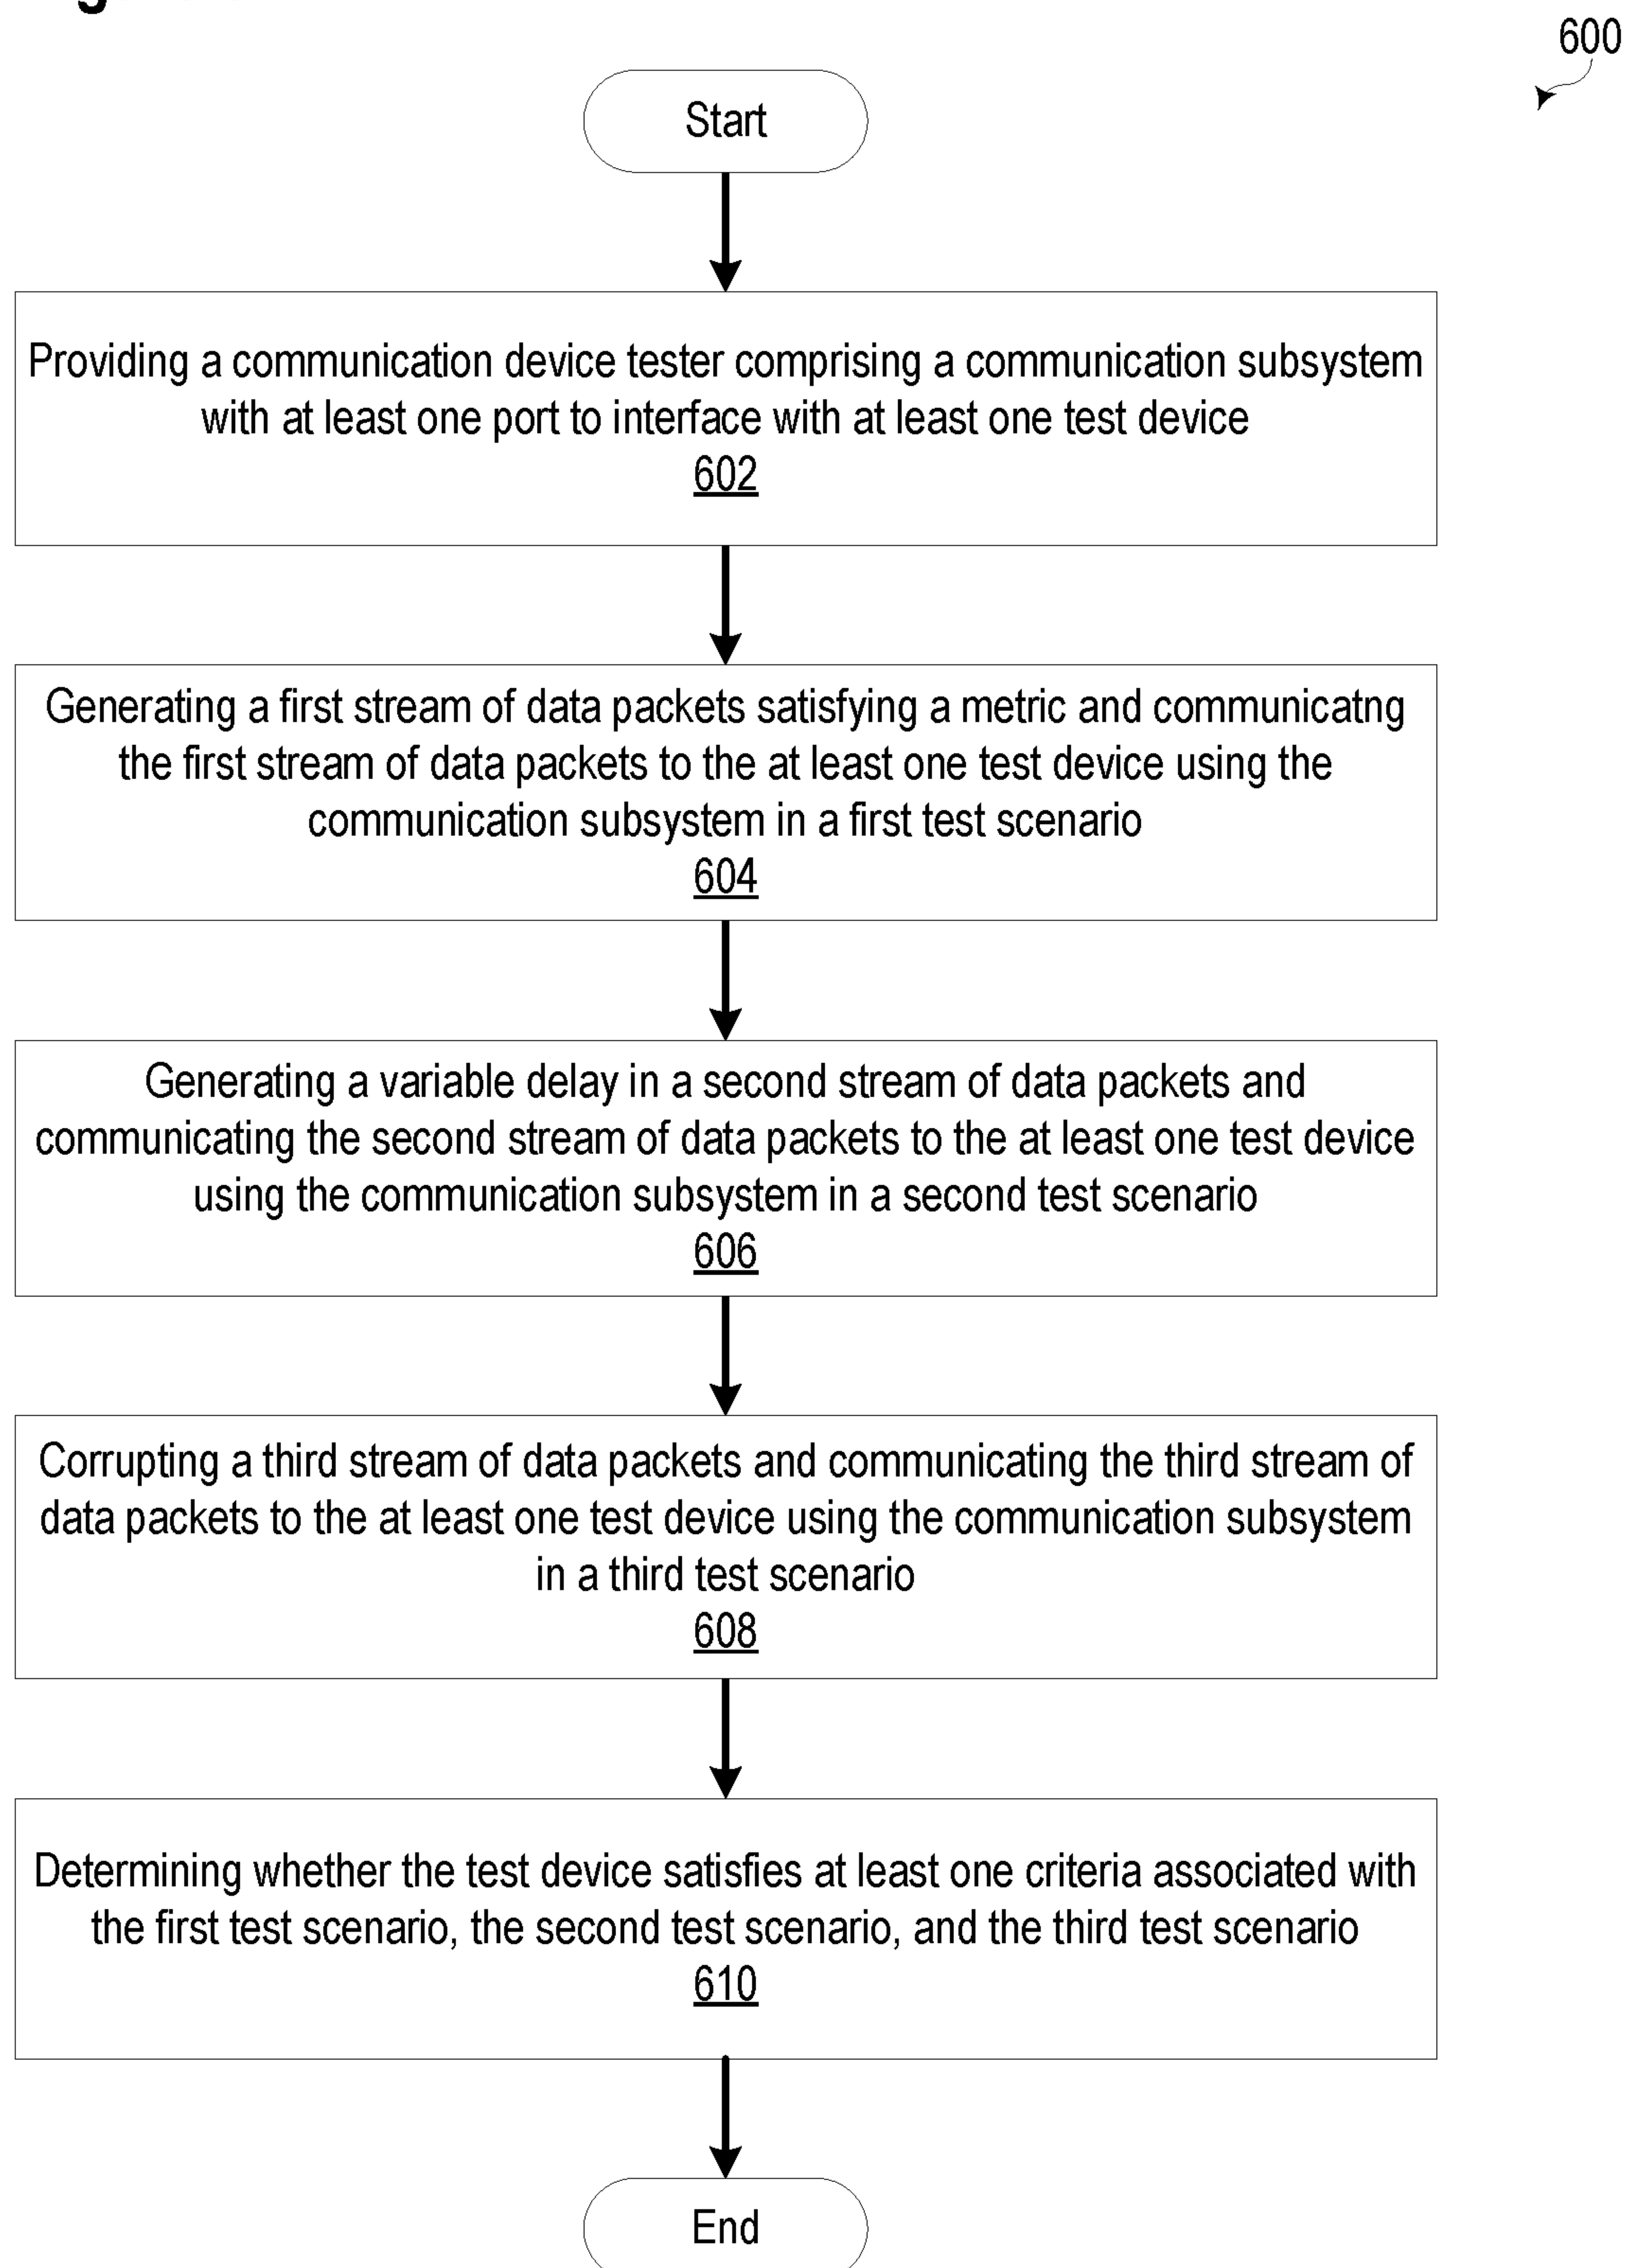 600
Start
Providing a communication device tester comprising a communication subsystem
with at least one port to interface with at least one test device
602
Generating a first stream of data packets satisfying a metric and communicatng
the first stream of data packets to the at least one test device using the
communication subsystem in a first test scenario
604
Generating a variable delay in a second stream of data packets and
communicating the second stream of data packets to the at least one test device
using the communication subsystem in a second test scenario
606
Corrupting a third stream of data packets and communicating the third stream of
data packets to the at least one test device using the communication subsystem
in a third test scenario
608
Determining whether the test device satisfies at least one criteria associated with
the first test scenario, the second test scenario, and the third test scenario
610
End